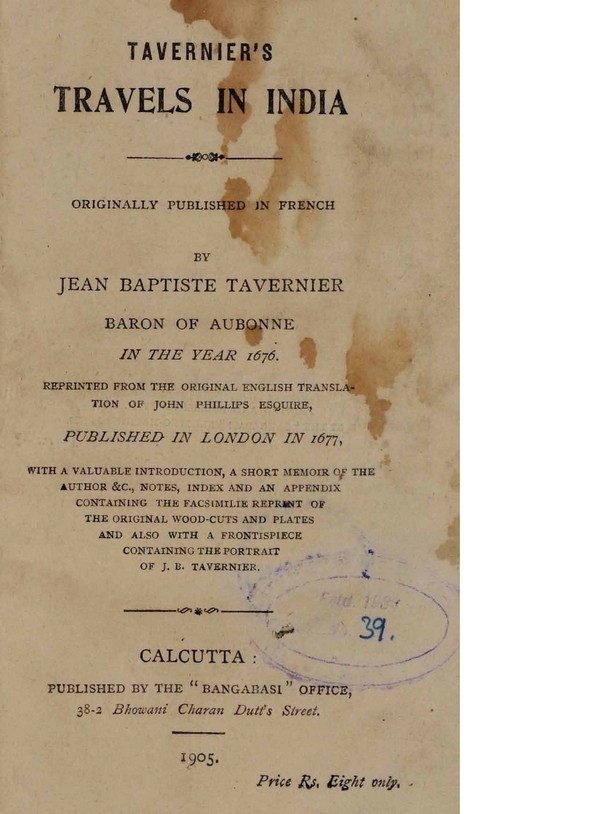 TAVERNIER'S
TRAVELS IN INDIA
ORIGINALLY PUBLISHED IN FRENCH
BY
JEAN BAPTISTE TAVERNIER
BARON OF AUBONNE
IN THE YEAR 1676.
REPRINTED FROM THE ORIGINAL ENGLISH TRANSLA-
TION OF JOHN PHILLIPS ESQUIRE,
PUBLISHED IN LONDON IN 1677,
WITH A VALUABLE INTRODUCTION, A SHORT MEMOIR OF THE
AUTHOR &C., NOTES, INDEX AND AN APPENDIX
CONTAINING THE FACSIMILIE REPRINT OF
THE ORIGINAL WOOD-CUTS AND PLATES
AND ALSO WITH A FRONTISPIECE
CONTAINING THE PORTRAIT
OF J. B. TAVERNIER.
39.
CALCUTTA :
PUBLISHED BY THE "BANGABASI" OFFICE,
38-2 Bhowani Charan Dutt's Street.
1905.
Price Rs. Eight only.